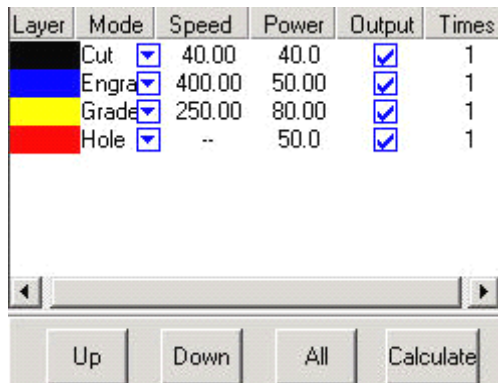 Layer Mode Speed Power Output Times
Cut 40.00 40.0 1
Engra 400.00 50.00 1
Grade 250.00 80.00 1
Hole -- 50.0 1
Up Down All Calculate